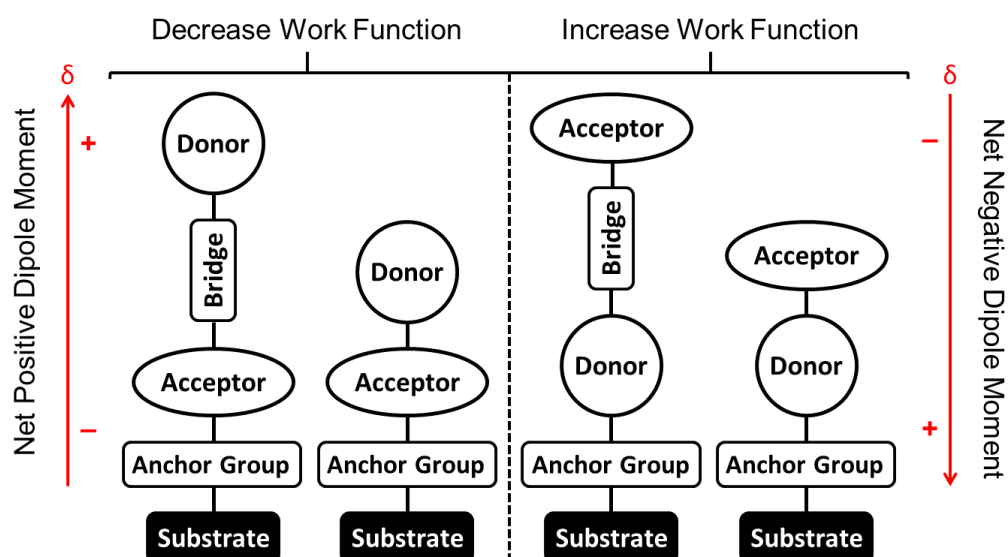 Decrease Work Function
Increase Work Function
δ
+
−
Net Positive Dipole Moment
Donor
Bridge
Acceptor
Anchor Group
Substrate
Donor
Acceptor
Anchor Group
Substrate
Acceptor
Bridge
Donor
Anchor Group
Substrate
Acceptor
Donor
Anchor Group
Substrate
δ
−
+
Net Negative Dipole Moment